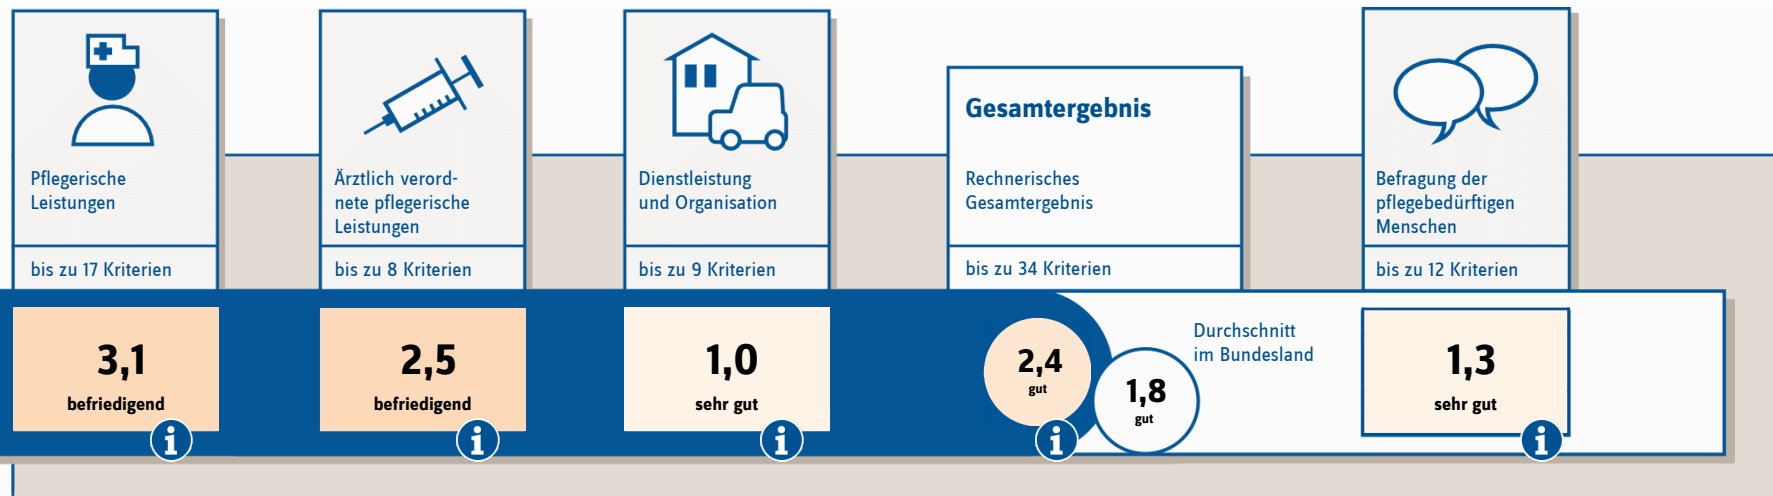 Pflegerische
Leistungen
bis zu 17 Kriterien
3,1
befriedigend
i
Ärztlich verord-
nete pflegerische
Leistungen
bis zu 8 Kriterien
2,5
befriedigend
i
Dienstleistung
und Organisation
bis zu 9 Kriterien
1,0
sehr gut
i
Gesamtergebnis
Rechnerisches
Gesamtergebnis
bis zu 34 Kriterien
2,4
gut
i
1,8
gut
Durchschnitt
im Bundesland
Befragung der
pflegebedürftigen
Menschen
bis zu 12 Kriterien
1,3
sehr gut
i